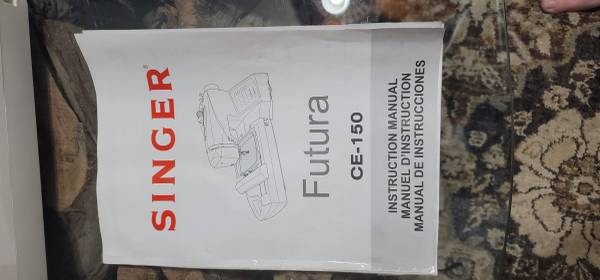 SINGER®
Futura
CE-150
INSTRUCTION MANUAL
MANUEL D'INSTRUCTION
MANUAL DE INSTRUCCIONES